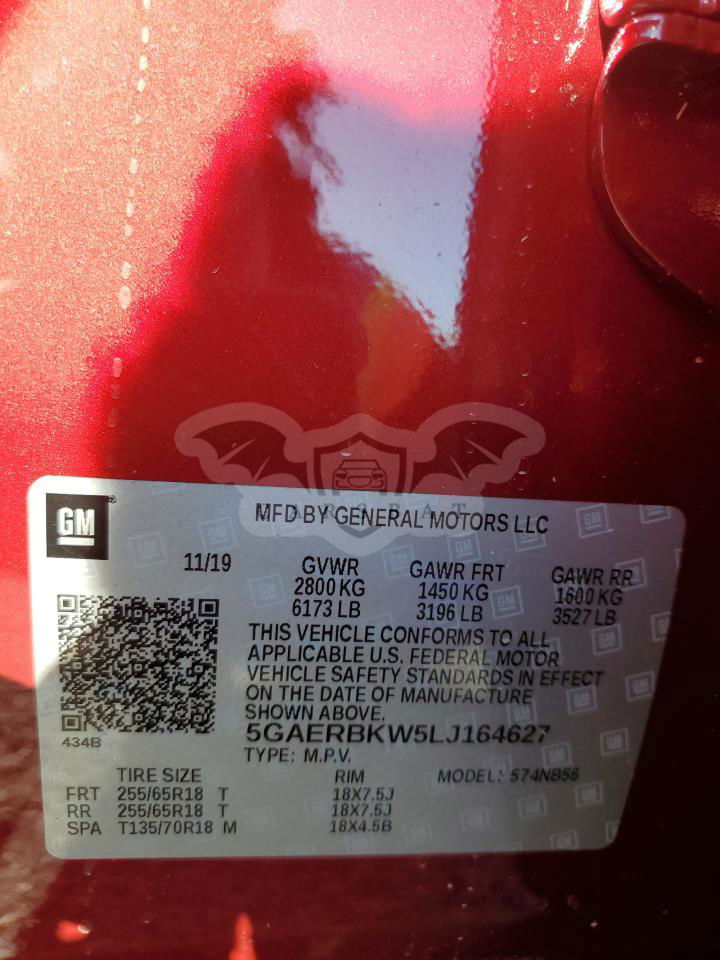 ARSBAT
GM
MFD BY GENERAL MOTORS LLC
11/19
GVWR
2800 KG
6173 LB
GAWR FRT
1450 KG
3196 LB
GAWR RR
1600 KG
3527 LB
THIS VEHICLE CONFORMS TO ALL
APPLICABLE U.S. FEDERAL MOTOR
VEHICLE SAFETY STANDARDS IN EFFECT
ON THE DATE OF MANUFACTURE
SHOWN ABOVE.
434B
5GAERBKW5LJ164627
TYPE: M.P.V.
TIRE SIZE RIM MODEL: 574NB56
FRT 255/65R18 T 18X7.5J
RR 255/65R18 T 18X7.5J
SPA T135/70R18 M 18X4.5B